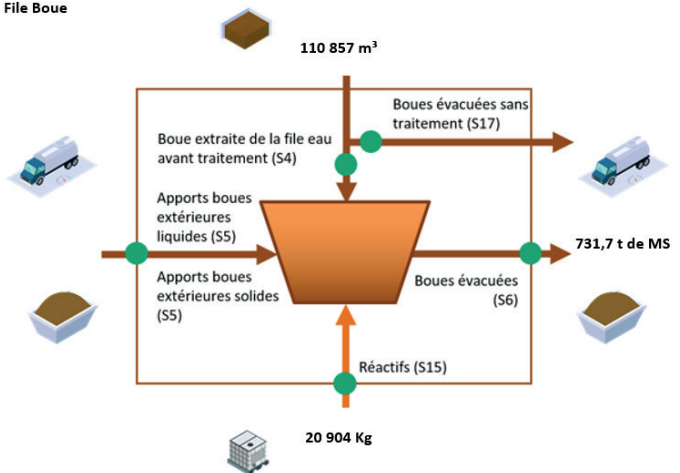 File Boue
110 857 m³
Boues évacuées sans
traitement (S17)
Boue extraite de la file eau
avant traitement (S4)
Apports boues
extérieures
liquides (S5)
731,7 t de MS
Apports boues
extérieures solides
(S5)
Boues évacuées
(S6)
Réactifs (S15)
20 904 Kg